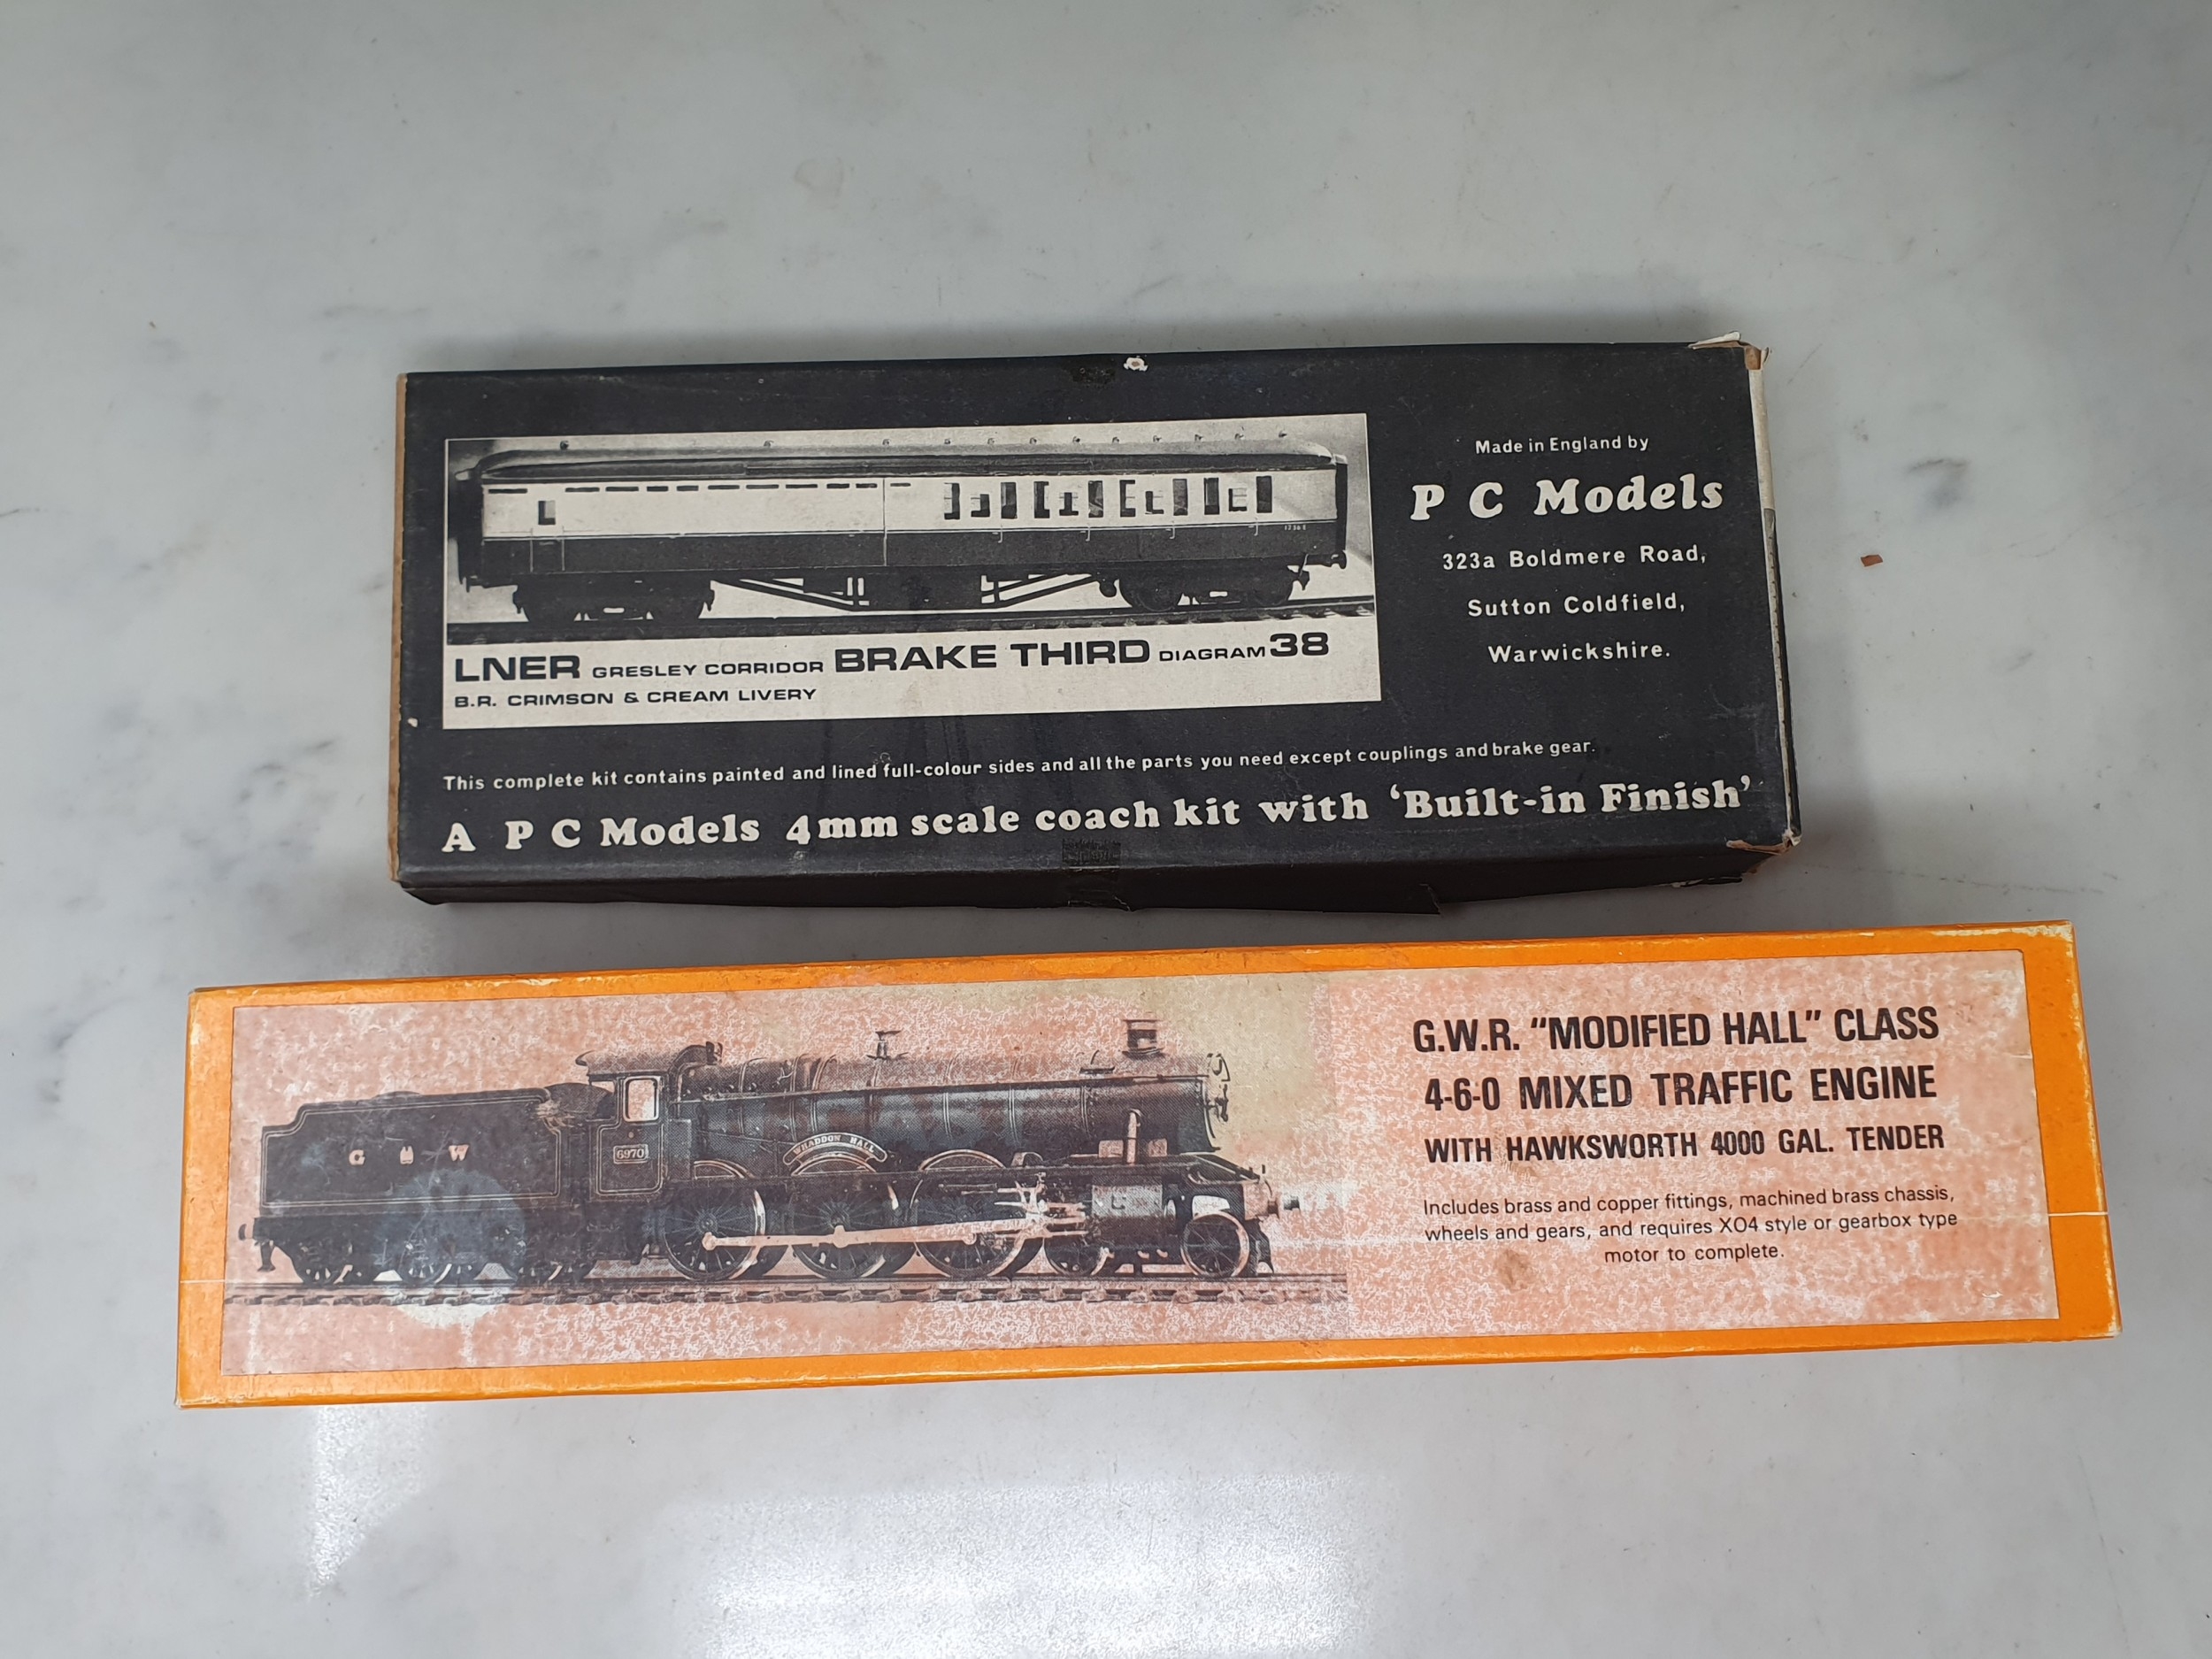 Made in England by
P C Models
323a Boldmere Road,
Sutton Coldfield,
Warwickshire.
LNER GRESLEY CORRIDOR BRAKE THIRD DIAGRAM 38
B.R. CRIMSON & CREAM LIVERY
This complete kit contains painted and lined full-colour sides and all the parts you need except couplings and brake gear.
A P C Models 4mm scale coach kit with ‘Built-in Finish’
G.W.R. "MODIFIED HALL" CLASS
4-6-0 MIXED TRAFFIC ENGINE
WITH HAWKSWORTH 4000 GAL. TENDER
Includes brass and copper fittings, machined brass chassis,
wheels and gears, and requires XO4 style or gearbox type
motor to complete.
G W
6970
WHADDON HALL